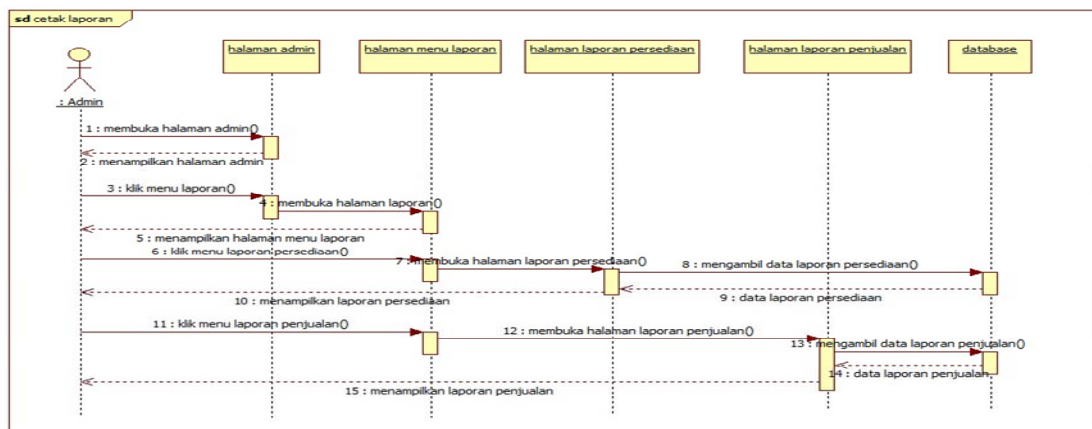 sd cetak laporan
halaman admin
halaman menu laporan
halaman laporan persediaan
halaman laporan penjualan
database
: Admin
1 : membuka halaman admin()
2 : menampilkan halaman admin
3 : klik menu laporan()
4 : membuka halaman laporan()
5 : menampilkan halaman menu laporan
6 : klik menu laporan persediaan()
7 : membuka halaman laporan persediaan()
8 : mengambil data laporan persediaan()
9 : data laporan persediaan
10 : menampilkan laporan persediaan
11 : klik menu laporan penjualan()
12 : membuka halaman laporan penjualan()
13 : mengambil data laporan penjualan()
14 : data laporan penjualan
15 : menampilkan laporan penjualan